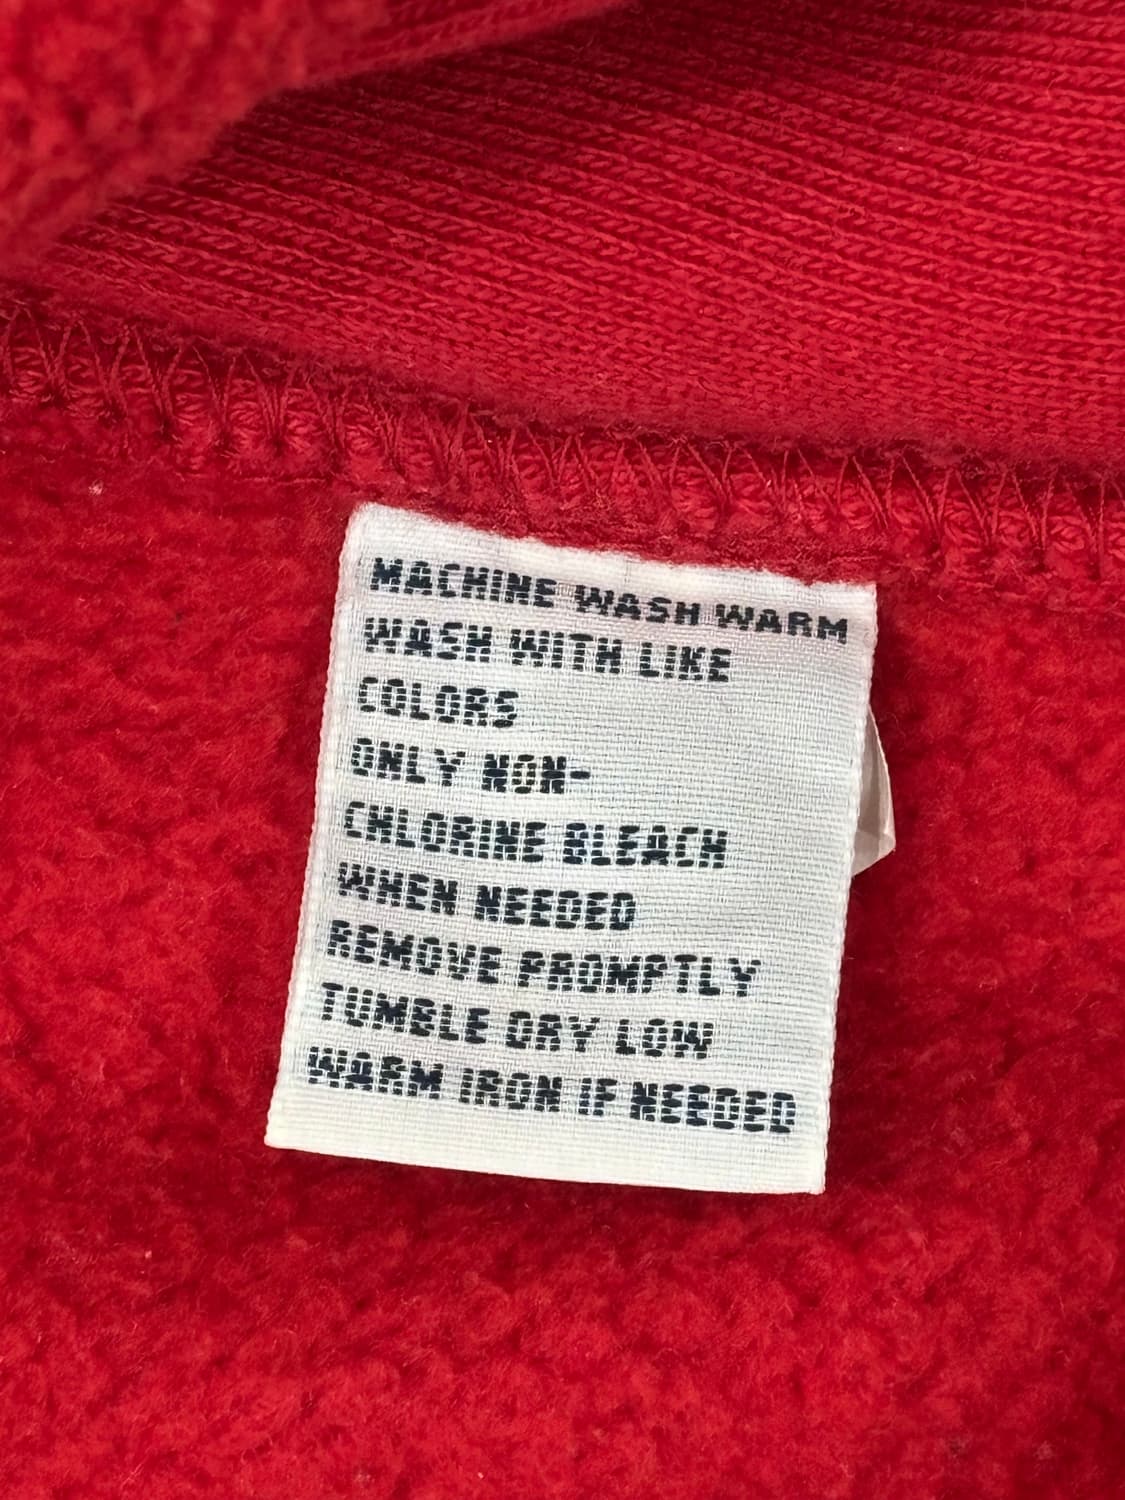 MACHINE WASH WARM
WASH WITH LIKE
COLORS
ONLY NON-
CHLORINE BLEACH
WHEN NEEDED
REMOVE PROMPTLY
TUMBLE DRY LOW
WARM IRON IF NEEDED